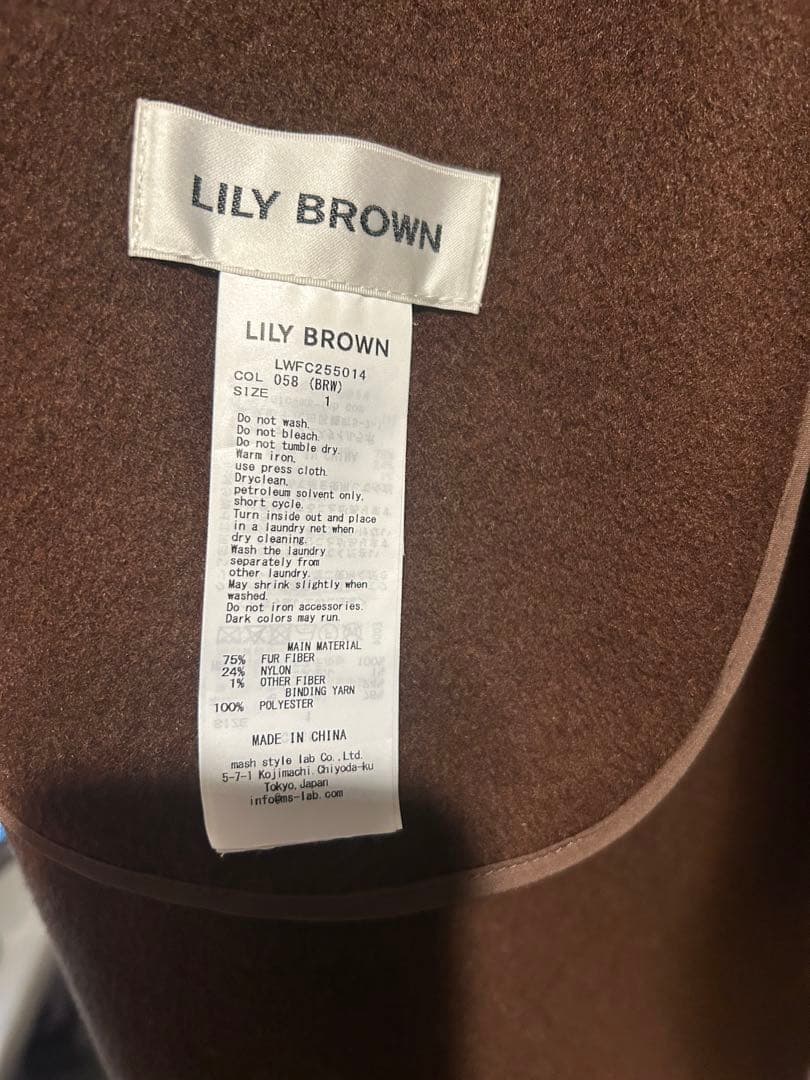 LILY BROWN
LILY BROWN
LWFC255014
COL 058 (BRW)
SIZE 1
Do not wash.
Do not bleach.
Do not tumble dry.
Warm iron,
use press cloth.
Dryclean,
petroleum solvent only,
short cycle.
Turn inside out and place
in a laundry net when
dry cleaning.
Wash the laundry
separately from
other laundry.
May shrink slightly when
washed.
Do not iron accessories.
Dark colors may run.
MAIN MATERIAL
75% FUR FIBER
24% NYLON
1% OTHER FIBER
BINDING YARN
100% POLYESTER
MADE IN CHINA
mash style lab Co.,Ltd.
5-7-1 Kojimachi,Chiyoda-ku
Tokyo,Japan
info@ms-lab.com